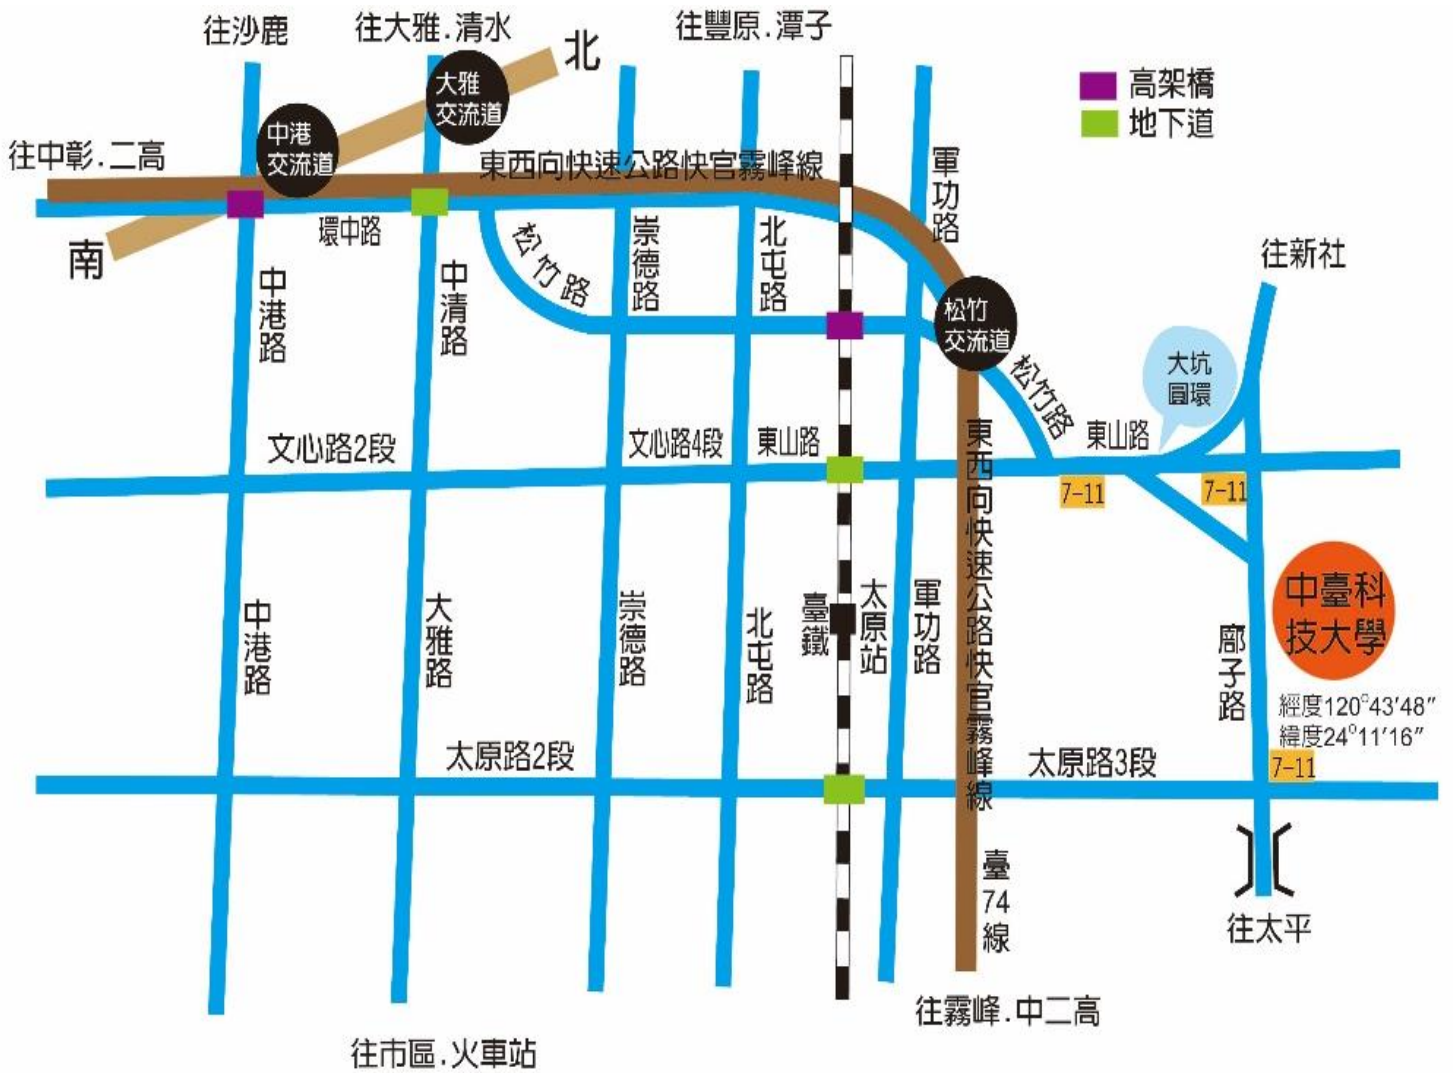 往沙鹿
往大雅.清水
北
往豐原.潭子
大雅
交流道
高架橋
地下道
中港
交流道
往中彰.二高
東西向快速公路快官霧峰線
軍功路
南
環中路
松竹路
崇德路
北屯路
往新社
中港路
中清路
松竹
交流道
大坑
圓環
松竹路
文心路2段
文心路4段
東山路
東山路
東西向快速公路快官霧峰線
7-11
7-11
中臺科
技大學
中港路
大雅路
崇德路
北屯路
臺鐵
太原站
軍功路
廍子路
經度120°43′48″
緯度24°11′16″
太原路2段
太原路3段
7-11
臺74線
往太平
往霧峰.中二高
往市區.火車站